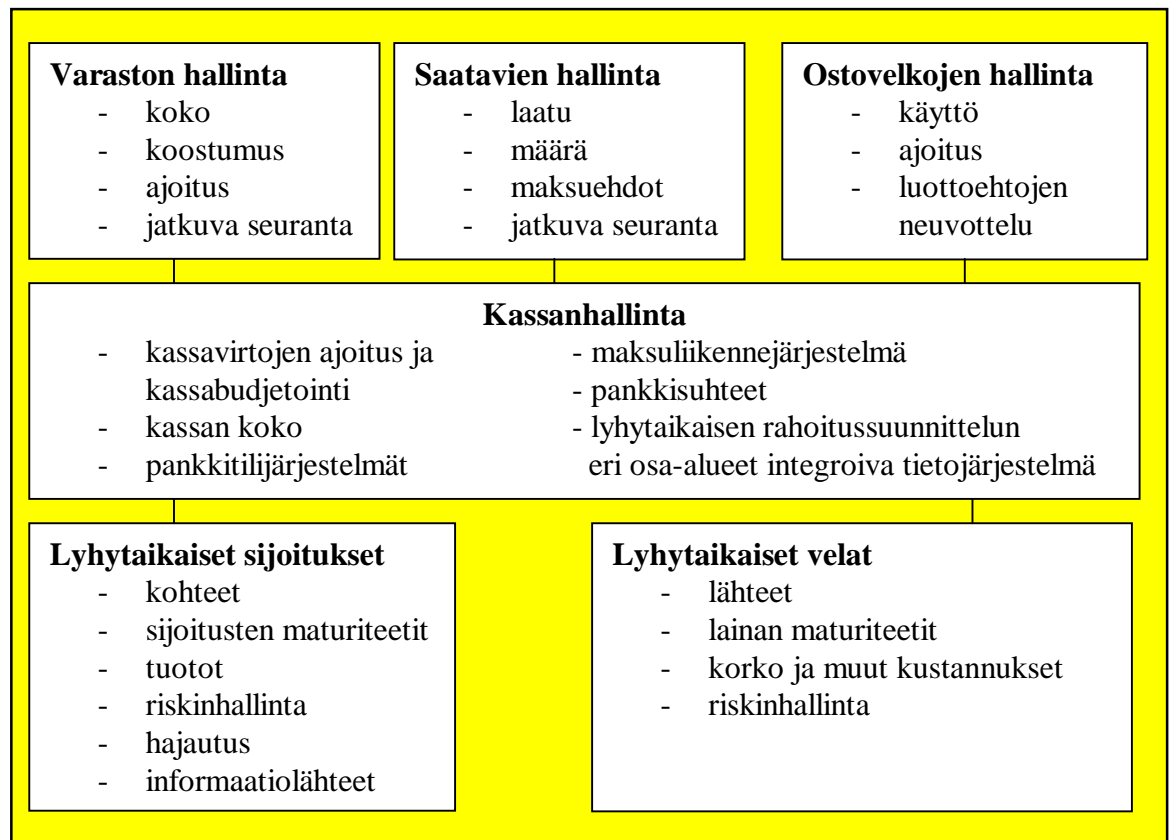 Varaston hallinta
- koko
- koostumus
- ajoitus
- jatkuva seuranta
Saatavien hallinta
- laatu
- määrä
- maksuehdot
- jatkuva seuranta
Ostovelkojen hallinta
- käyttö
- ajoitus
- luottoehtojen
neuvottelu
Kassanhallinta
- kassavirtojen ajoitus ja
kassabudjetointi
- kassan koko
- pankkitilijärjestelmät
- maksuliikennejärjestelmä
- pankkisuhteet
- lyhytaikaisen rahoitussuunnittelun
eri osa-alueet integroiva tietojärjestelmä
Lyhytaikaiset sijoitukset
- kohteet
- sijoitusten maturiteetit
- tuotot
- riskinhallinta
- hajautus
- informaatiolähteet
Lyhytaikaiset velat
- lähteet
- lainan maturiteetit
- korko ja muut kustannukset
- riskinhallinta